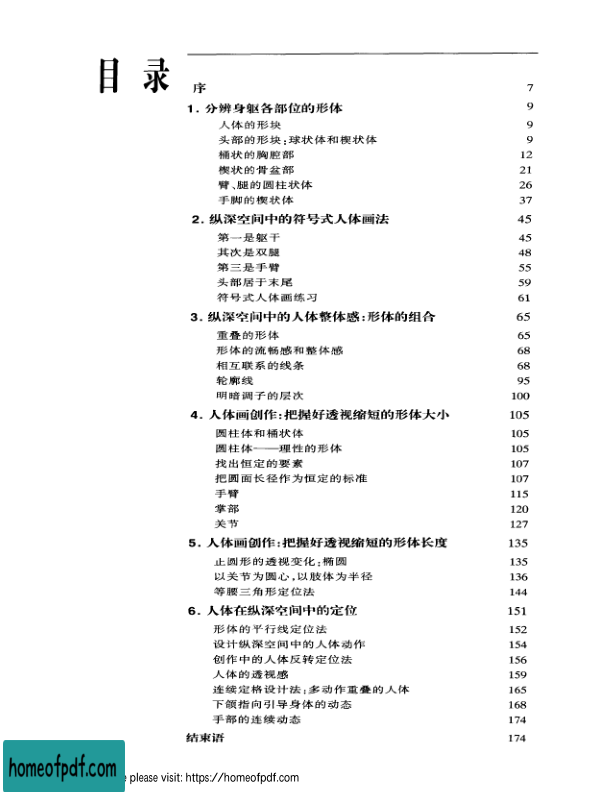 目录
序 7
1. 分辨身躯各部位的形体 9
人体的形块 9
头部的形块：球状体和楔状体 9
桶状的胸腔部 12
楔状的骨盆部 21
臂、腿的圆柱状体 26
手脚的楔状体 37
2. 纵深空间中的符号式人体画法 45
第一是躯干 45
其次是双腿 48
第三是手臂 55
头部居于末尾 59
符号式人体画练习 61
3. 纵深空间中的人体整体感：形体的组合 65
重叠的形体 65
形体的流畅感和整体感 68
相互联系的线条 68
轮廓线 95
明暗调子的层次 100
4. 人体画创作：把握好透视缩短的形体大小 105
圆柱体和桶状体 105
圆柱体——理性的形体 105
找出恒定的要素 107
把圆面长径作为恒定的标准 107
手臂 115
掌部 120
关节 127
5. 人体画创作：把握好透视缩短的形体长度 135
止圆形的透视变化：椭圆 135
以关节为圆心，以肢体为半径 136
等腰三角形定位法 144
6. 人体在纵深空间中的定位 151
形体的平行线定位法 152
设计纵深空间中的人体动作 154
创作中的人体反转定位法 156
人体的透视感 159
连续定格设计法：多动作重叠的人体 165
下颌指向引导身体的动态 168
手部的连续动态 174
结束语 174
homeofpdf.com
please visit: https://homeofpdf.com